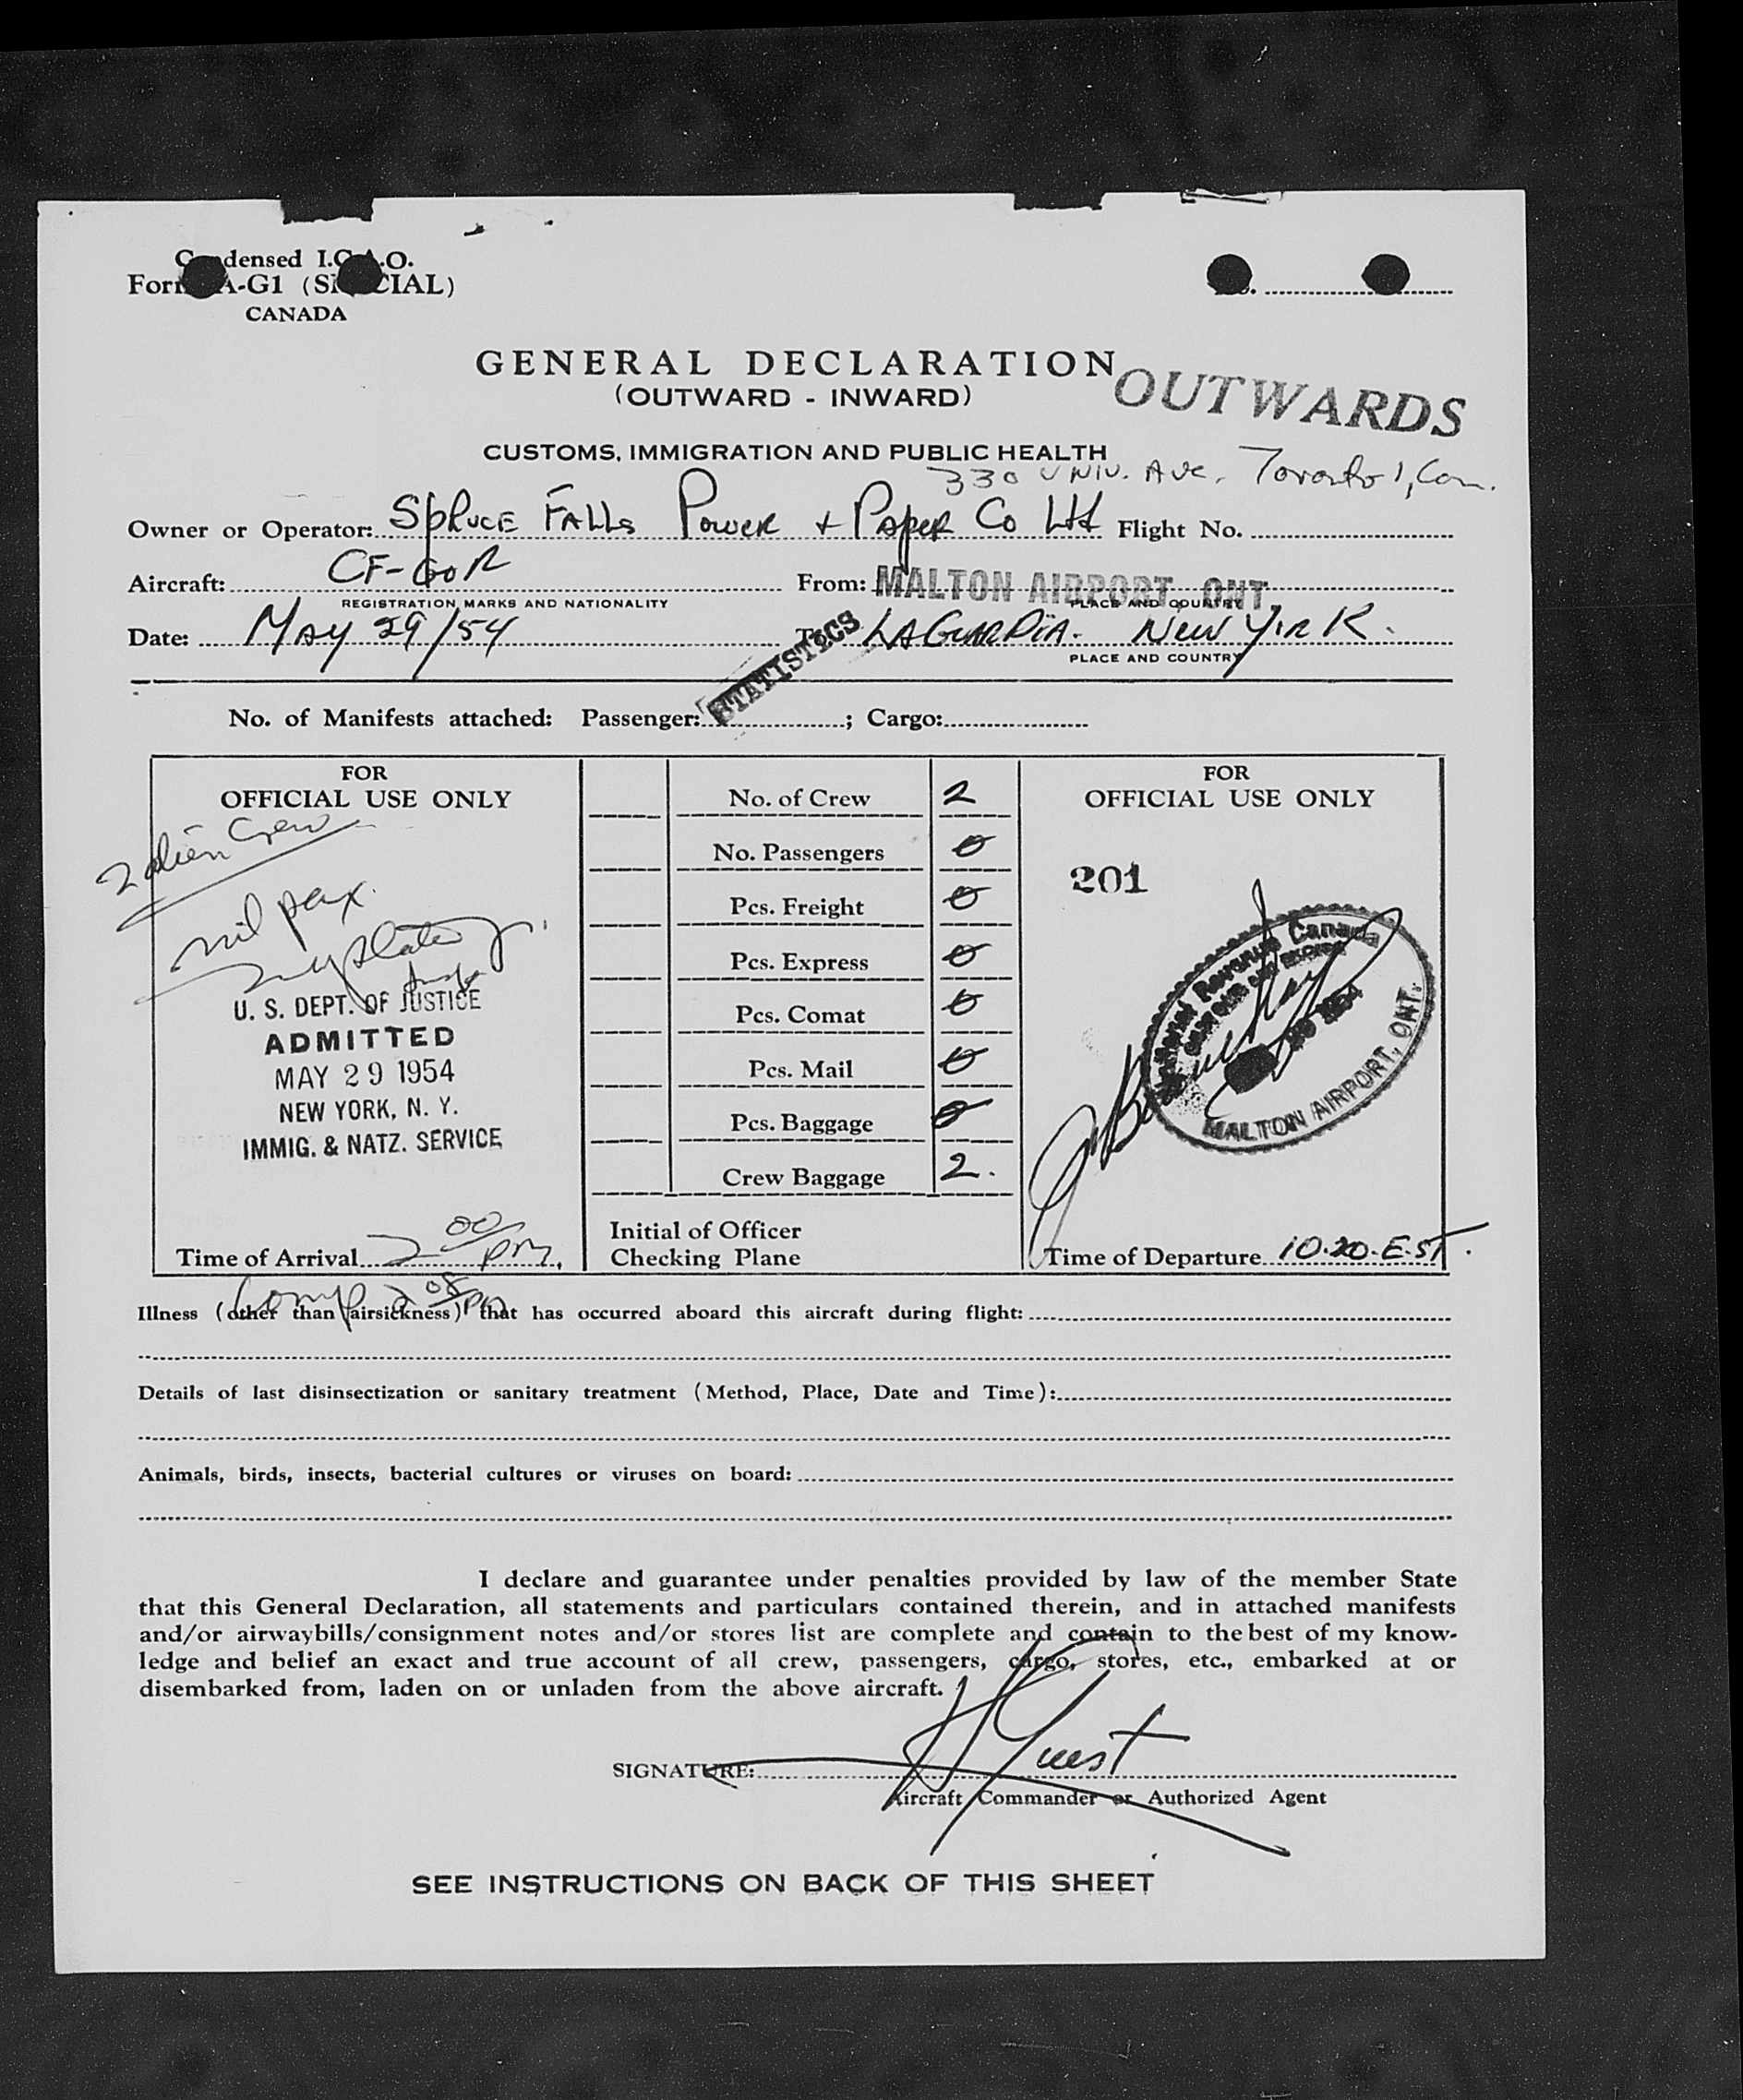 Condensed I.C.A.O.
Form A-G1 (SPECIAL)
CANADA
GENERAL DECLARATION
(OUTWARD - INWARD)
OUTWARDS
CUSTOMS, IMMIGRATION AND PUBLIC HEALTH
330 UNIV. Ave. Toronto 1, Can.
Owner or Operator: Spruce Falls Power + Paper Co Ltd Flight No.
Aircraft: CF-GOR From: MALTON AIRPORT, ONT.
REGISTRATION MARKS AND NATIONALITY PLACE AND COUNTRY
Date: May 29/54 To: LAGUARDIA. New York.
PLACE AND COUNTRY
STATISTICS
No. of Manifests attached: Passenger: ; Cargo:
FOR
OFFICIAL USE ONLY
2 alien Crew
nil pax.
U. S. DEPT. OF JUSTICE
ADMITTED
MAY 29 1954
NEW YORK, N. Y.
IMMIG. & NATZ. SERVICE
Time of Arrival 2 00 pm.
Comp 2 08 pm
No. of Crew 2
No. Passengers 0
Pcs. Freight 0
Pcs. Express 0
Pcs. Comat 0
Pcs. Mail 0
Pcs. Baggage 0
Crew Baggage 2.
Initial of Officer
Checking Plane
FOR
OFFICIAL USE ONLY
201
National Revenue Canada
1954
MALTON AIRPORT, ONT.
Time of Departure 10.20.E.ST.
Illness (other than airsickness) that has occurred aboard this aircraft during flight:
Details of last disinsectization or sanitary treatment (Method, Place, Date and Time):
Animals, birds, insects, bacterial cultures or viruses on board:
I declare and guarantee under penalties provided by law of the member State
that this General Declaration, all statements and particulars contained therein, and in attached manifests
and/or airwaybills/consignment notes and/or stores list are complete and contain to the best of my know-
ledge and belief an exact and true account of all crew, passengers, cargo, stores, etc., embarked at or
disembarked from, laden on or unladen from the above aircraft.
SIGNATURE: H Guest
Aircraft Commander or Authorized Agent
SEE INSTRUCTIONS ON BACK OF THIS SHEET